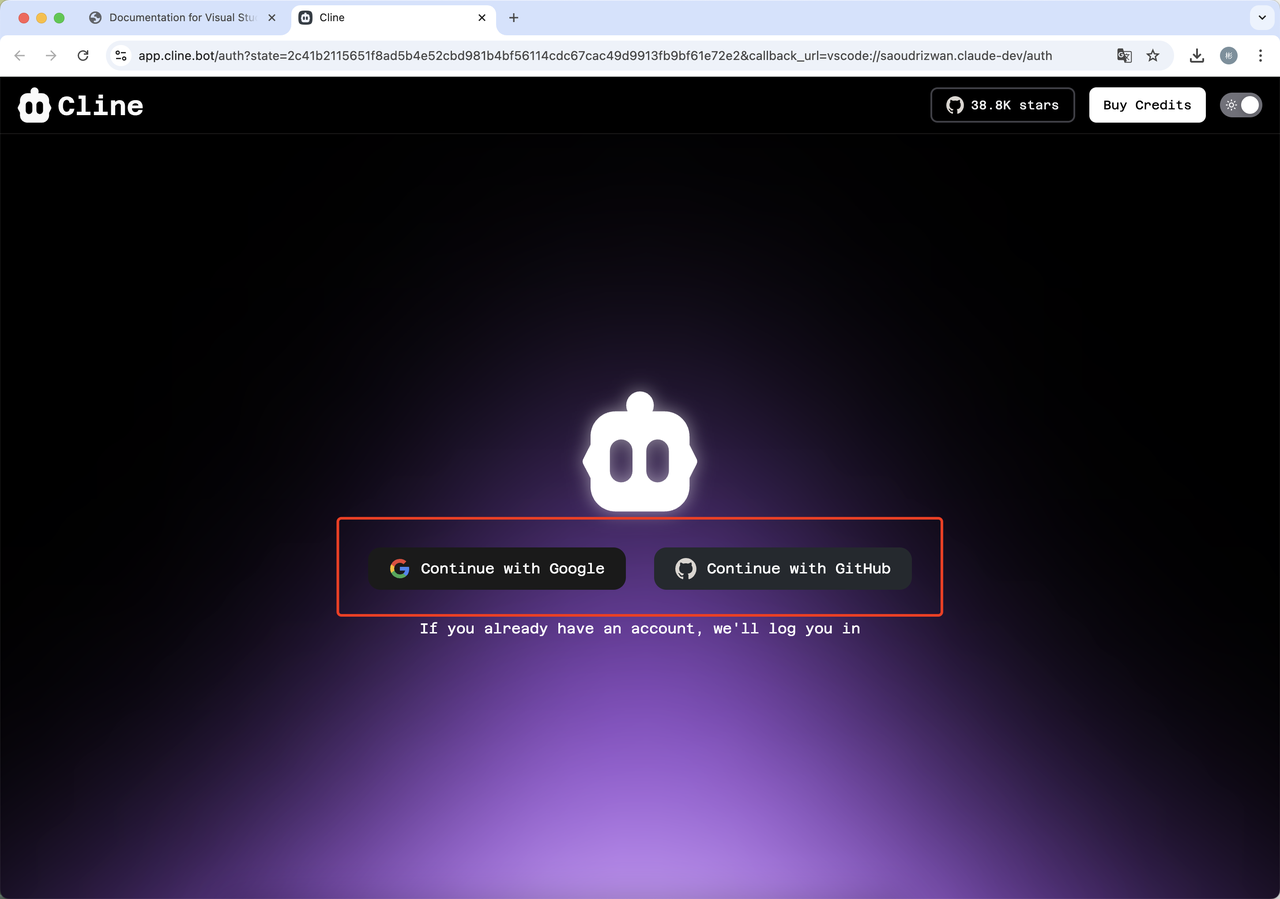 Documentation for Visual Stu
Cline
app.cline.bot/auth?state=2c41b2115651f8ad5b4e52cbd981b4bf56114cdc67cac49d9913fb9bf61e72e2&callback_url=vscode://saoudrizwan.claude-dev/auth
Cline
38.8K stars
Buy Credits
Continue with Google
Continue with GitHub
If you already have an account, we'll log you in